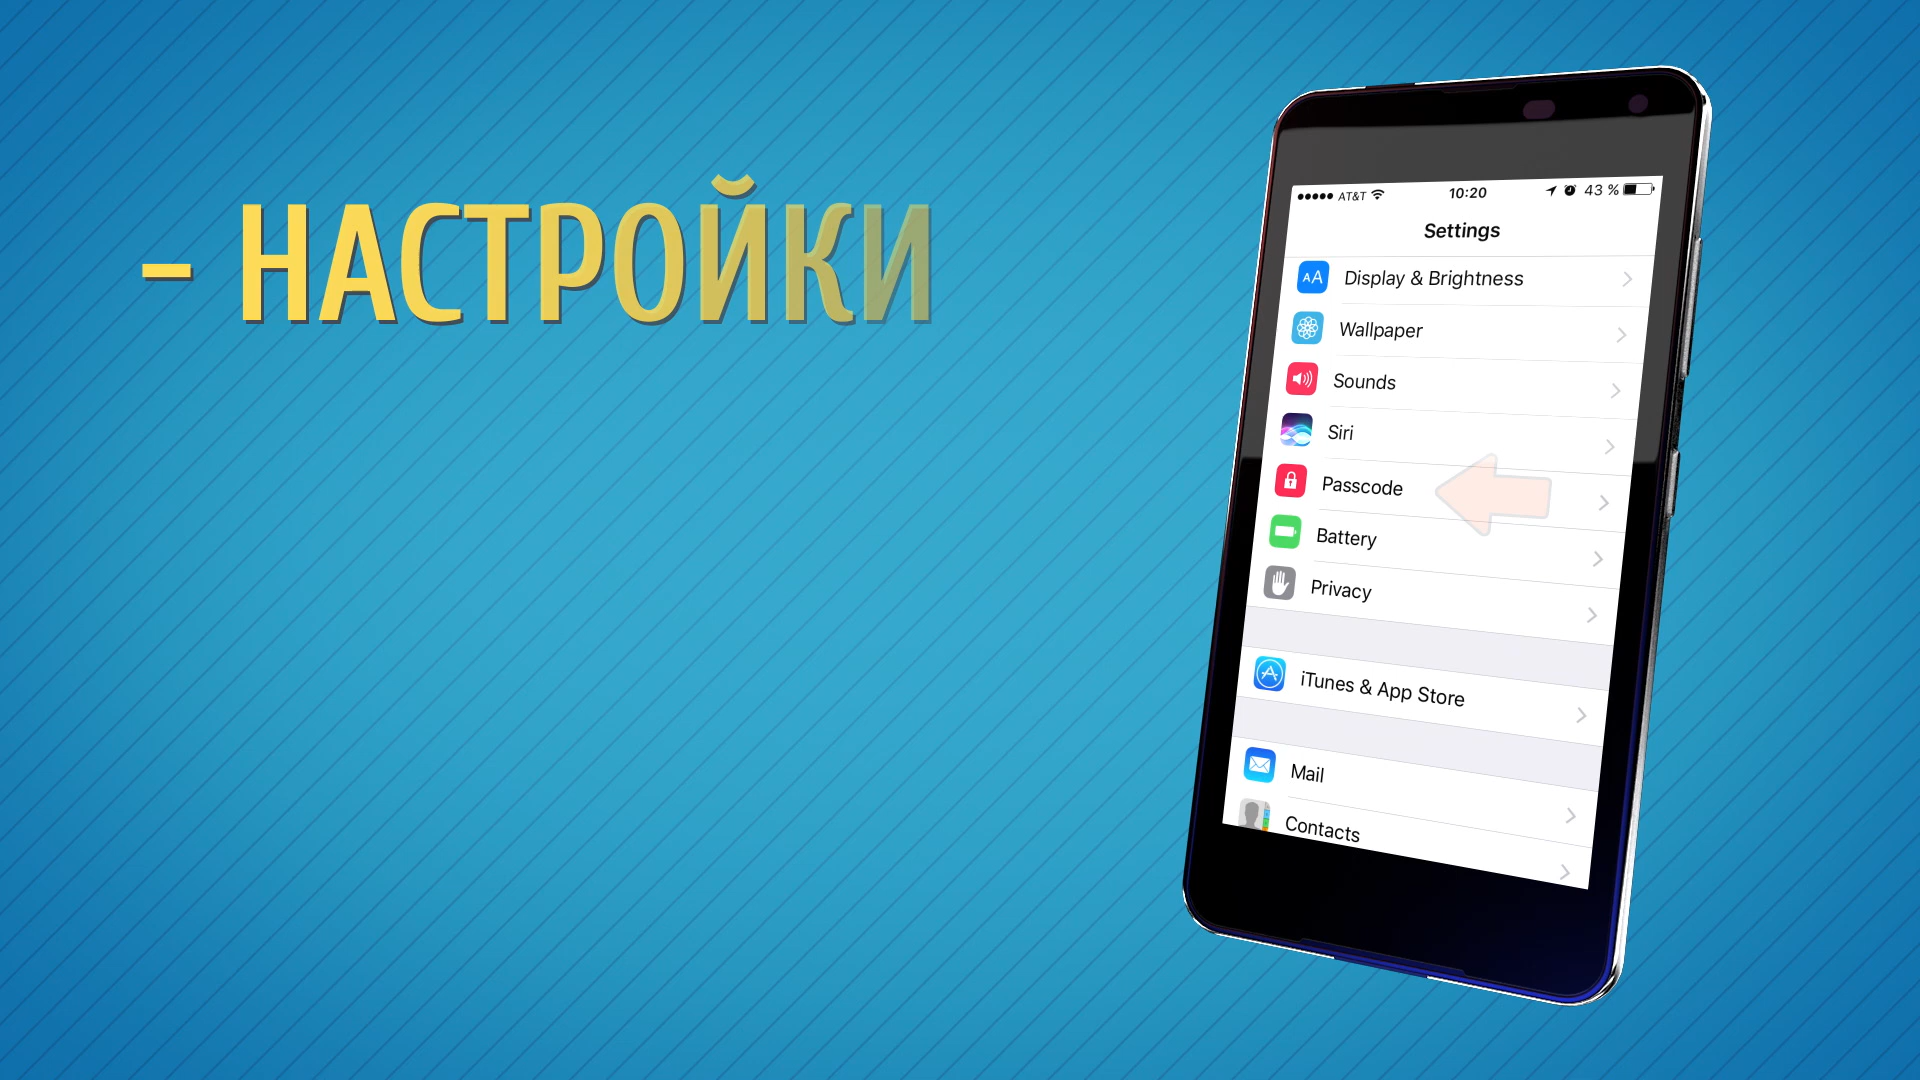 - НАСТРОЙКИ
AT&T 10:20 43 %
Settings
AA Display & Brightness
Wallpaper
Sounds
Siri
Passcode
Battery
Privacy
iTunes & App Store
Mail
Contacts